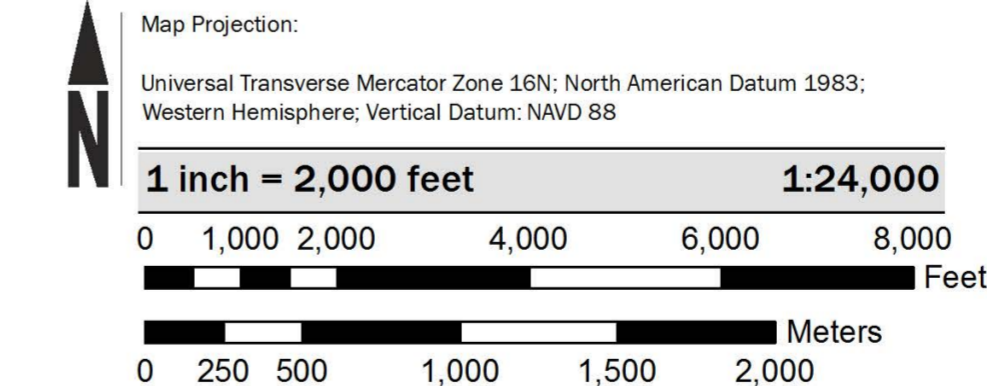 N
Map Projection:
Universal Transverse Mercator Zone 16N; North American Datum 1983;
Western Hemisphere; Vertical Datum: NAVD 88
1 inch = 2,000 feet 1:24,000
0 1,000 2,000 4,000 6,000 8,000
Feet
Meters
0 250 500 1,000 1,500 2,000